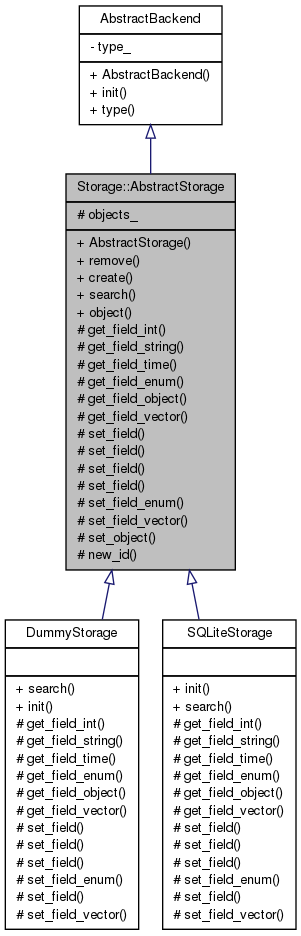 AbstractBackend
- type_
+ AbstractBackend()
+ init()
+ type()
Storage::AbstractStorage
# objects_
+ AbstractStorage()
+ remove()
+ create()
+ search()
+ object()
# get_field_int()
# get_field_string()
# get_field_time()
# get_field_enum()
# get_field_object()
# get_field_vector()
# set_field()
# set_field()
# set_field()
# set_field()
# set_field_enum()
# set_field_vector()
# set_object()
# new_id()
DummyStorage
+ search()
+ init()
# get_field_int()
# get_field_string()
# get_field_time()
# get_field_enum()
# get_field_object()
# get_field_vector()
# set_field()
# set_field()
# set_field()
# set_field_enum()
# set_field()
# set_field_vector()
SQLiteStorage
+ init()
+ search()
# get_field_int()
# get_field_string()
# get_field_time()
# get_field_enum()
# get_field_object()
# get_field_vector()
# set_field()
# set_field()
# set_field()
# set_field_enum()
# set_field()
# set_field_vector()